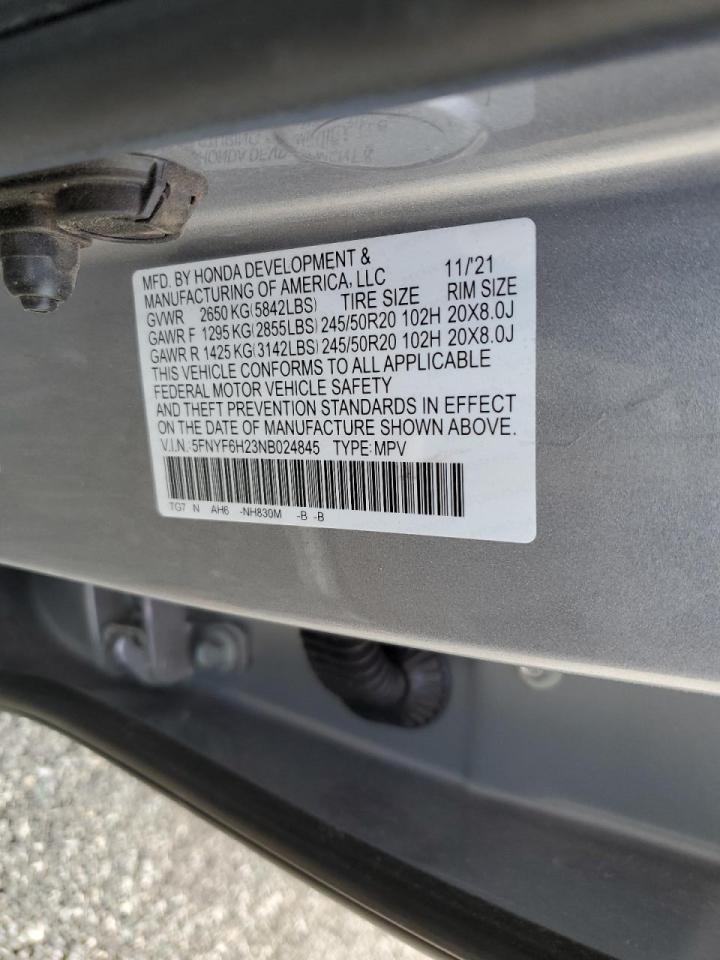 MFD. BY HONDA DEVELOPMENT & 11/'21
MANUFACTURING OF AMERICA, LLC
GVWR 2650 KG(5842LBS) TIRE SIZE RIM SIZE
GAWR F 1295 KG(2855LBS) 245/50R20 102H 20X8.0J
GAWR R 1425 KG(3142LBS) 245/50R20 102H 20X8.0J
THIS VEHICLE CONFORMS TO ALL APPLICABLE
FEDERAL MOTOR VEHICLE SAFETY
AND THEFT PREVENTION STANDARDS IN EFFECT
ON THE DATE OF MANUFACTURE SHOWN ABOVE.
V.I.N.: 5FNYF6H23NB024845 TYPE: MPV
TG7 N AH6 -NH830M -B -B